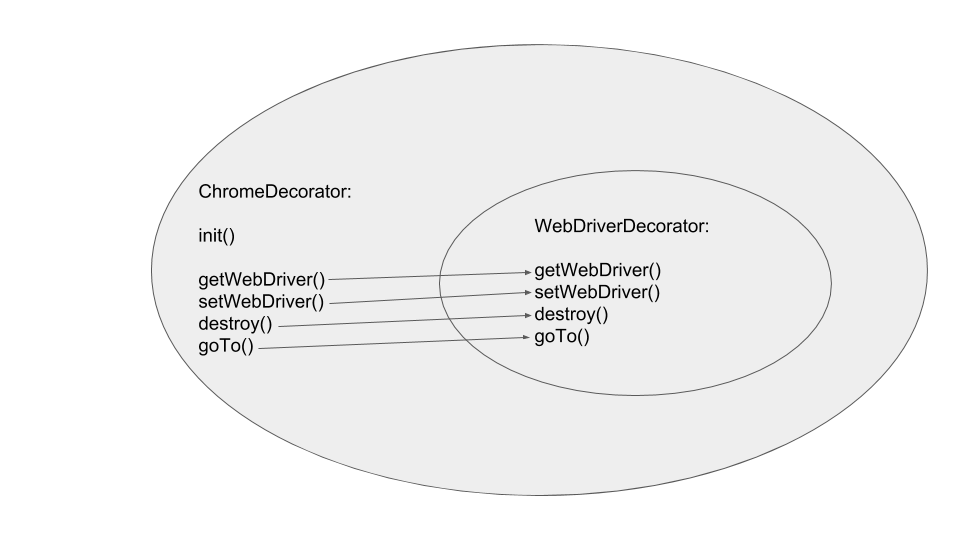 ChromeDecorator:
init()
getWebDriver()
setWebDriver()
destroy()
goTo()
WebDriverDecorator:
getWebDriver()
setWebDriver()
destroy()
goTo()